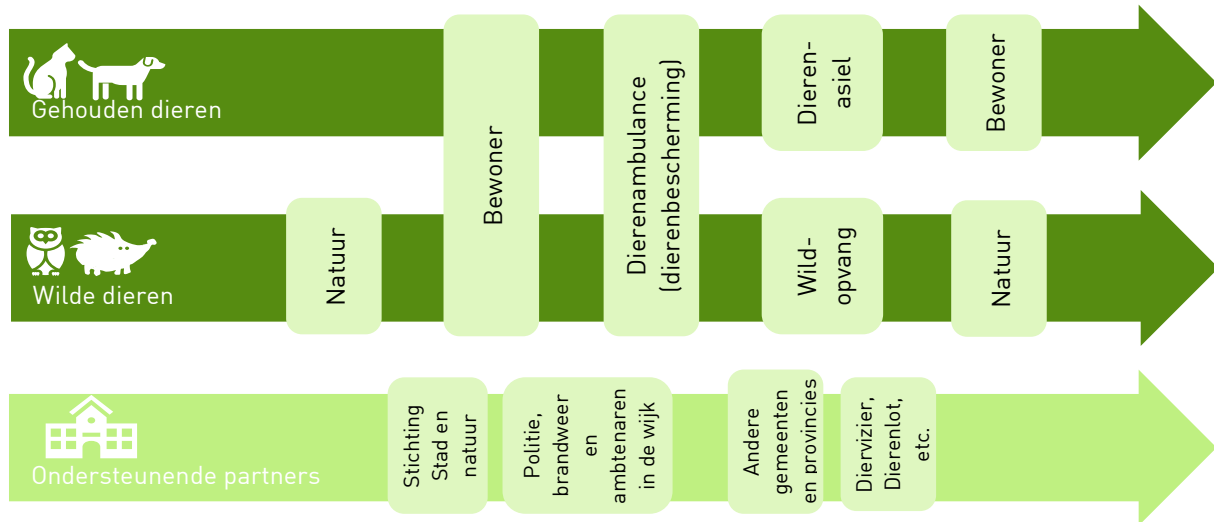 Gehouden dieren
Bewoner
Dierenambulance
(dierenbescherming)
Dieren-
asiel
Bewoner
Wilde dieren
Natuur
Wild-
opvang
Natuur
Ondersteunende partners
Stichting
Stad en
natuur
Politie,
brandweer
en
ambtenaren
in de wijk
Andere
gemeenten
en provincies
Diervizier,
Dierenlot,
etc.